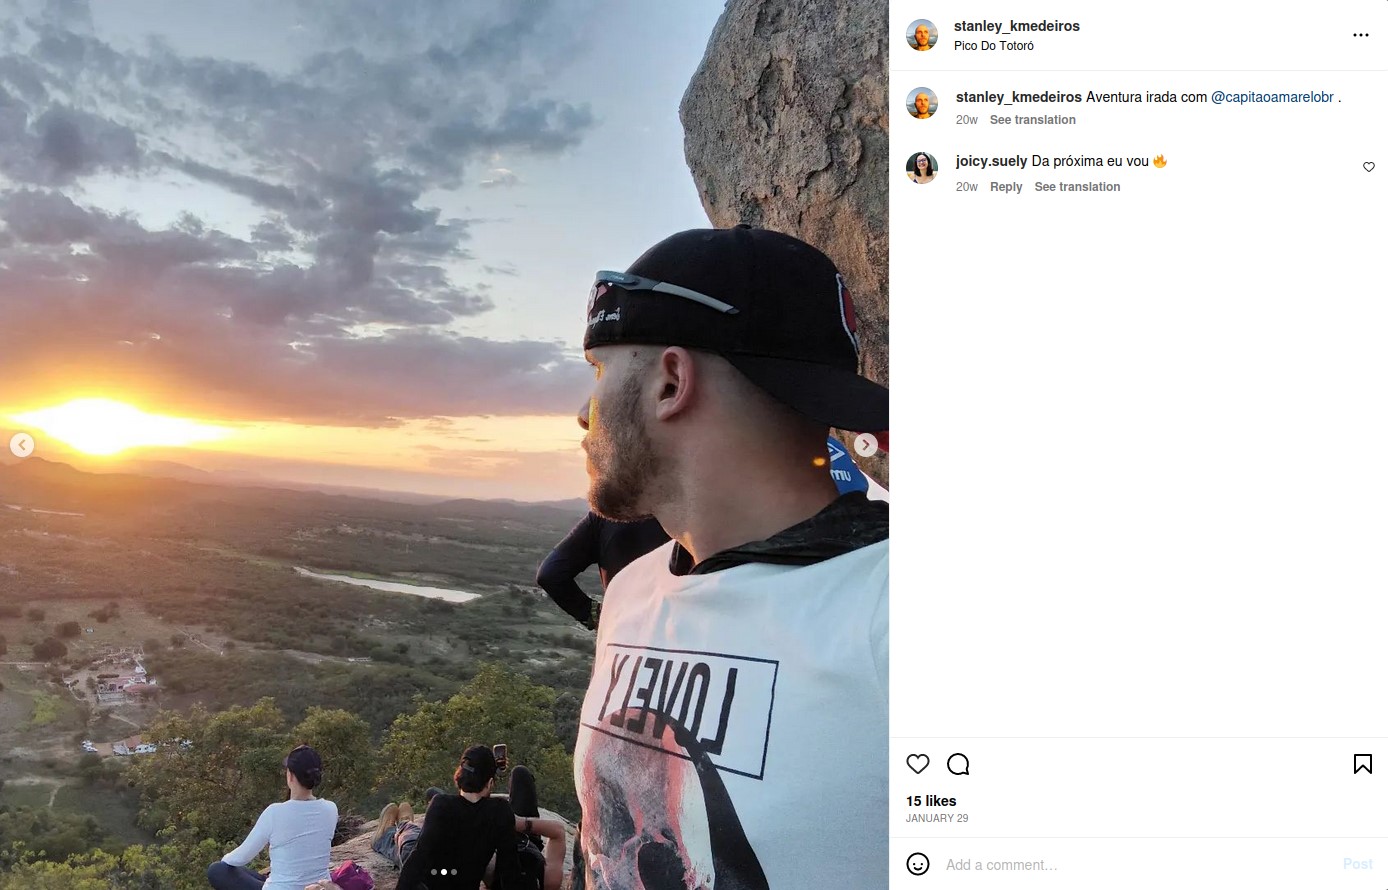 stanley_kmedeiros
Pico Do Totoró
stanley_kmedeiros Aventura irada com @capitaoamarelobr .
20w See translation
joicy.suely Da próxima eu vou 🔥
20w Reply See translation
LOVELY
15 likes
JANUARY 29
Add a comment…
Post